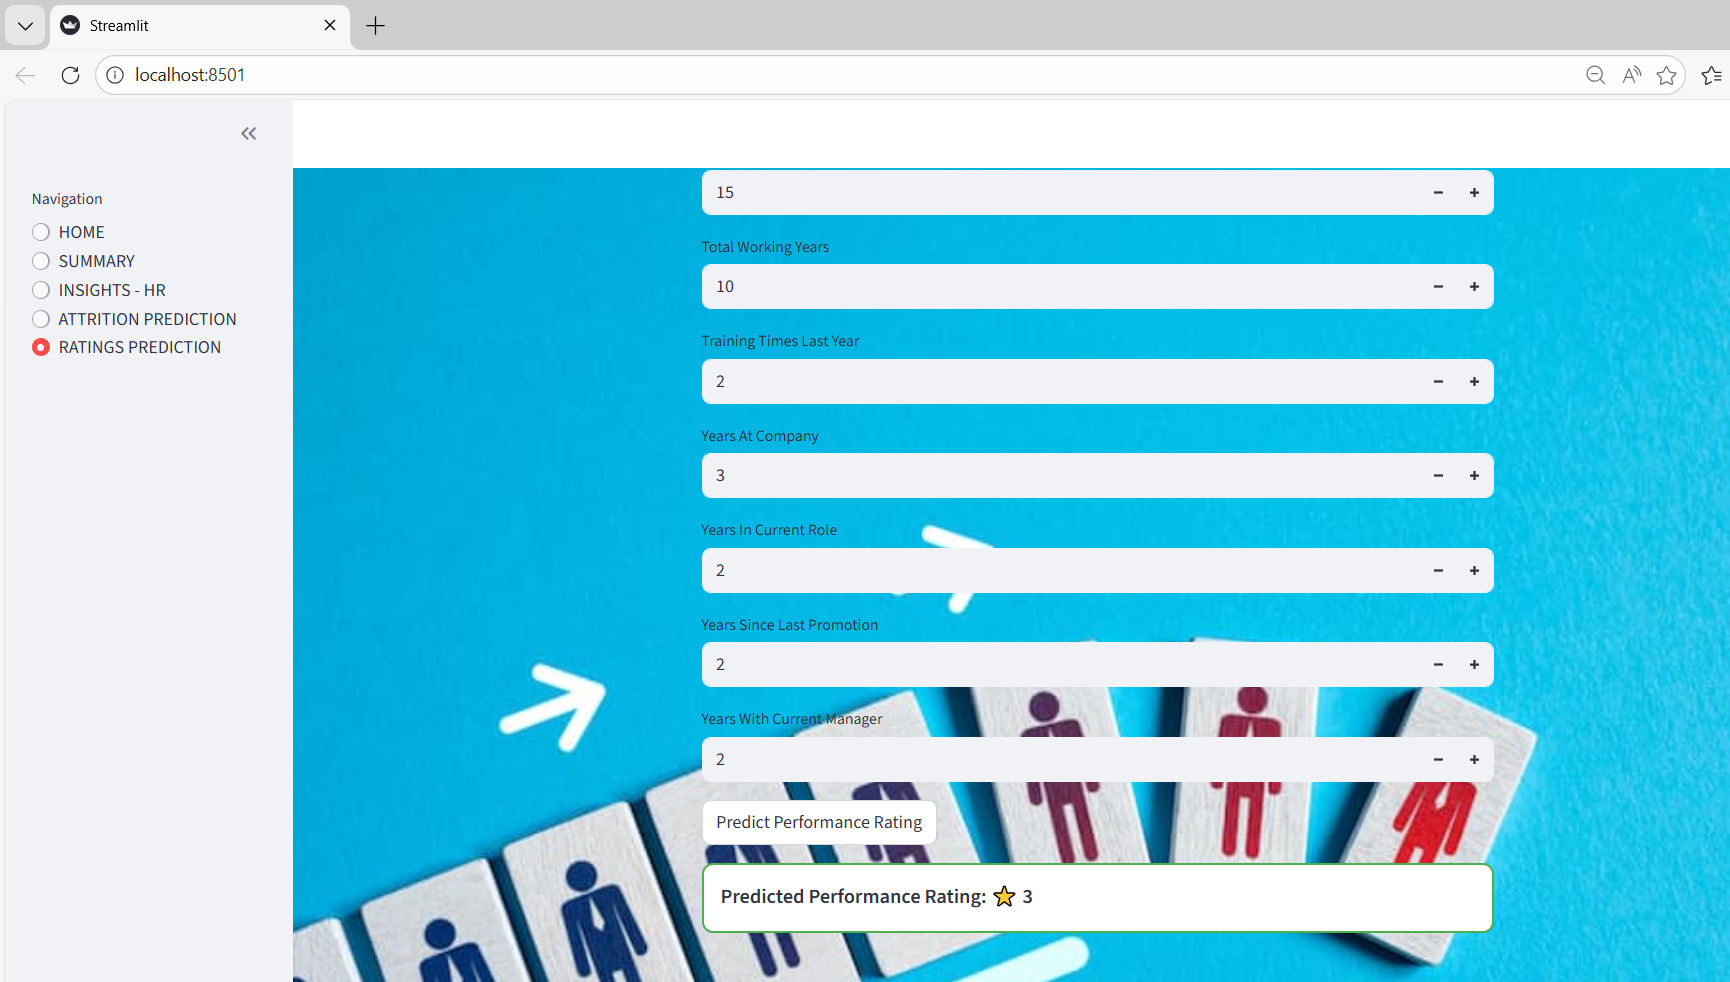 Streamlit
localhost:8501
Navigation
HOME
SUMMARY
INSIGHTS - HR
ATTRITION PREDICTION
RATINGS PREDICTION
15
Total Working Years
10
Training Times Last Year
2
Years At Company
3
Years In Current Role
2
Years Since Last Promotion
2
Years With Current Manager
2
Predict Performance Rating
Predicted Performance Rating: ⭐ 3